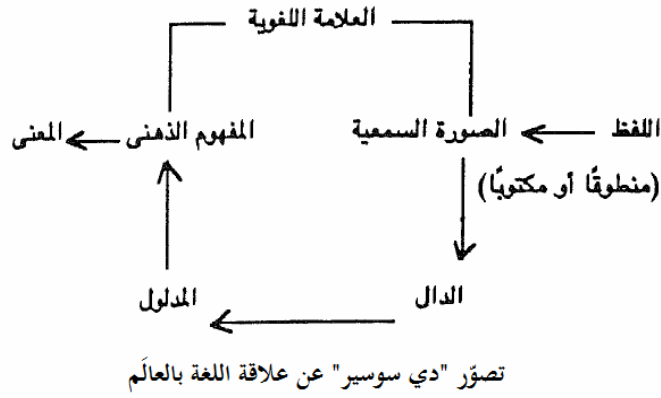 العلامة اللغوية
اللفظ
الصورة السمعية
المفهوم الذهنى
المعنى
(منطوقًا أو مكتوبًا)
الدال
المدلول
تصوّر "دي سوسير" عن علاقة اللغة بالعالَم